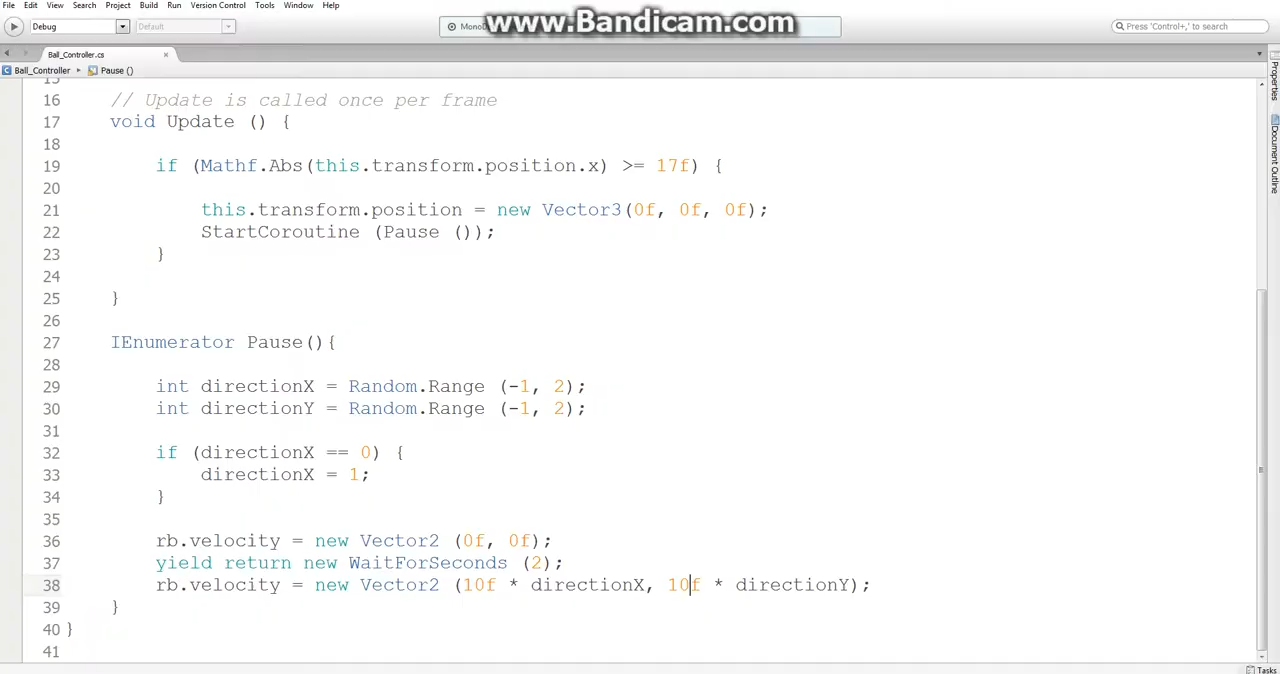 File Edit View Search Project Build Run Version Control Tools Window Help
Debug Default www.Bandicam.com Press 'Control+,' to search
Ball_Controller.cs ×
Ball_Controller ▸ Pause ()
15
16 // Update is called once per frame
17 void Update () {
18
19 if (Mathf.Abs(this.transform.position.x) >= 17f) {
20
21 this.transform.position = new Vector3(0f, 0f, 0f);
22 StartCoroutine (Pause ());
23 }
24
25 }
26
27 IEnumerator Pause(){
28
29 int directionX = Random.Range (-1, 2);
30 int directionY = Random.Range (-1, 2);
31
32 if (directionX == 0) {
33 directionX = 1;
34 }
35
36 rb.velocity = new Vector2 (0f, 0f);
37 yield return new WaitForSeconds (2);
38 rb.velocity = new Vector2 (10f * directionX, 10f * directionY);
39 }
40 }
41
Properties
Document Outline
Tasks